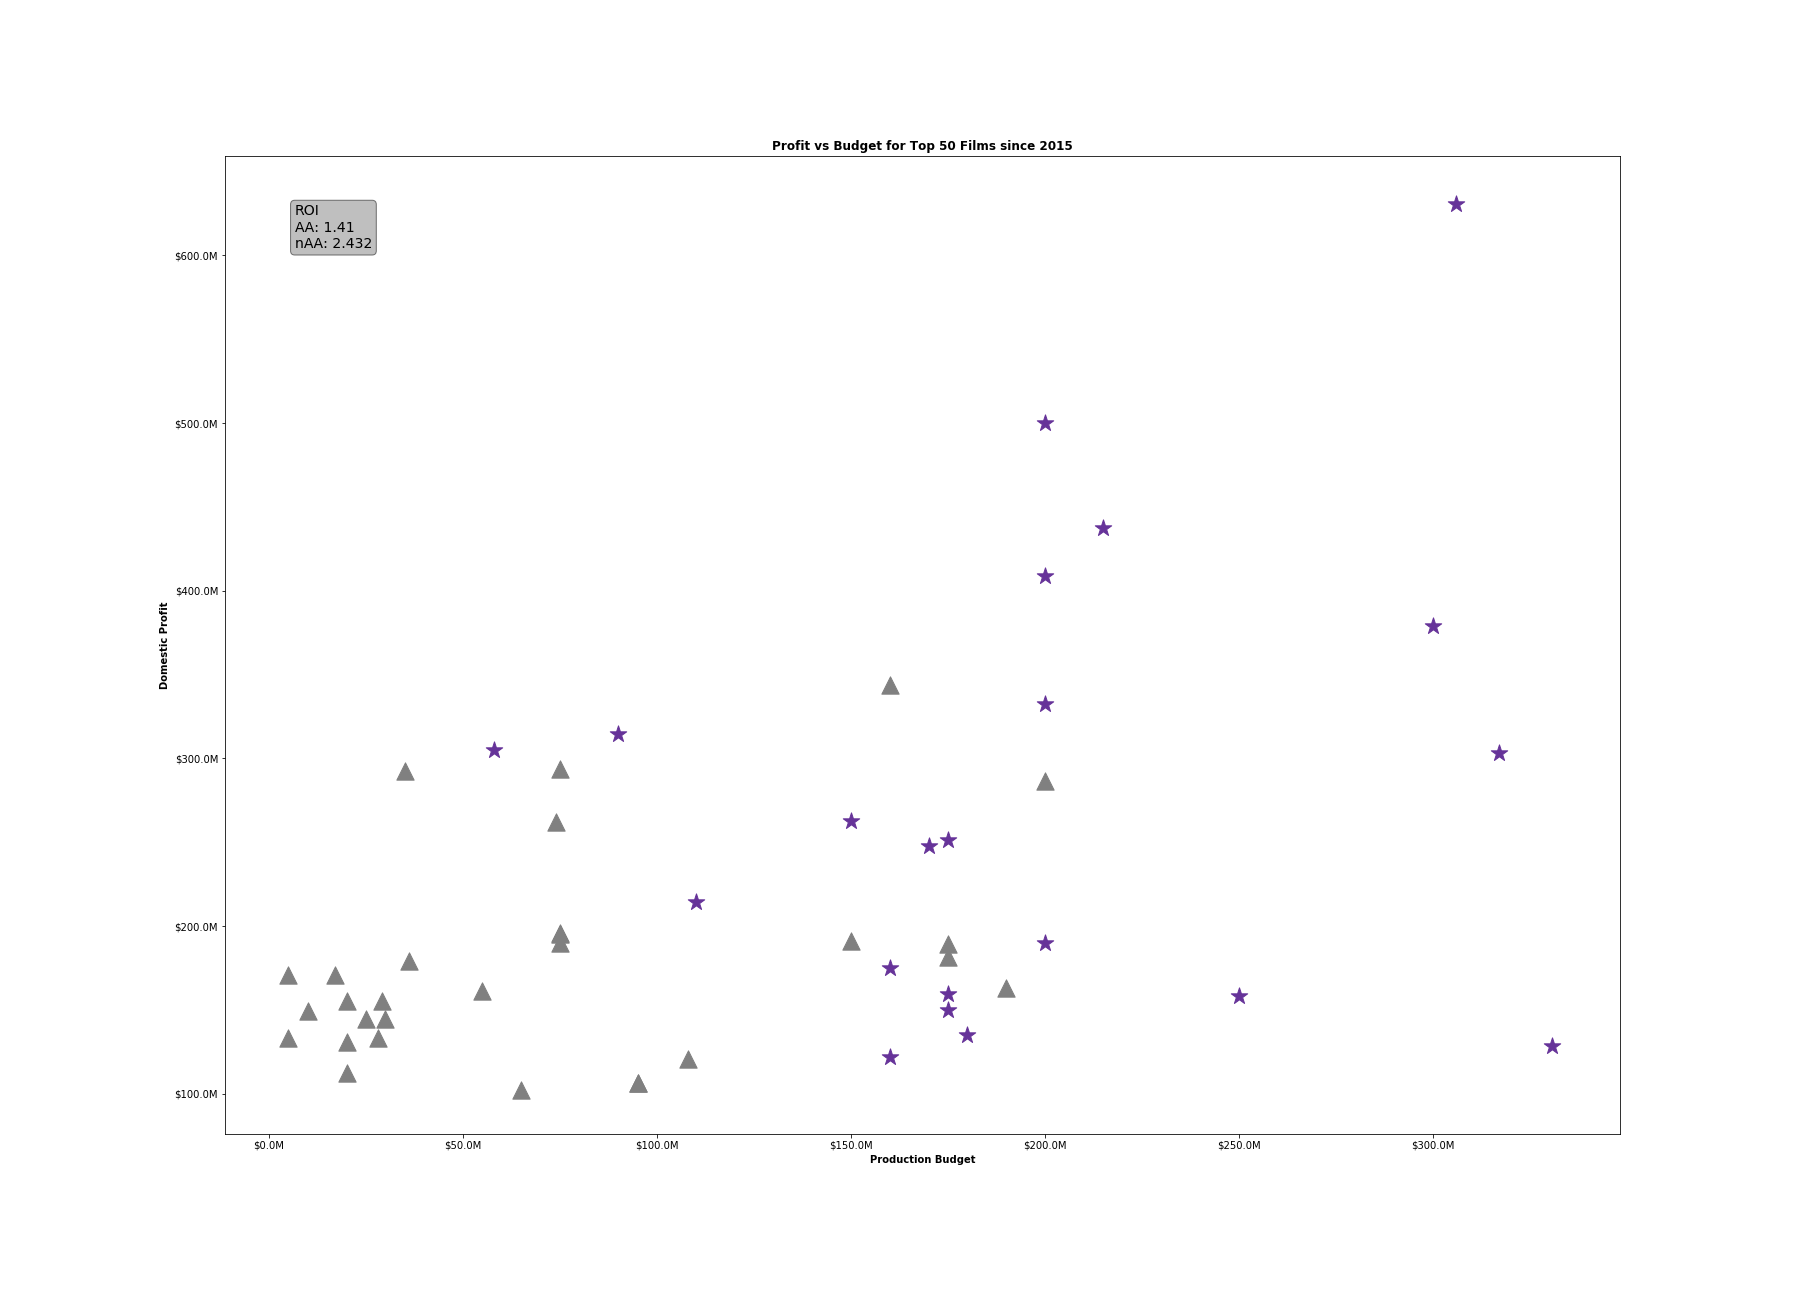 Profit vs Budget for Top 50 Films since 2015
ROI
AA: 1.41
nAA: 2.432
$600.0M
$500.0M
$400.0M
$300.0M
$200.0M
$100.0M
Domestic Profit
$0.0M
$50.0M
$100.0M
$150.0M
$200.0M
$250.0M
$300.0M
Production Budget